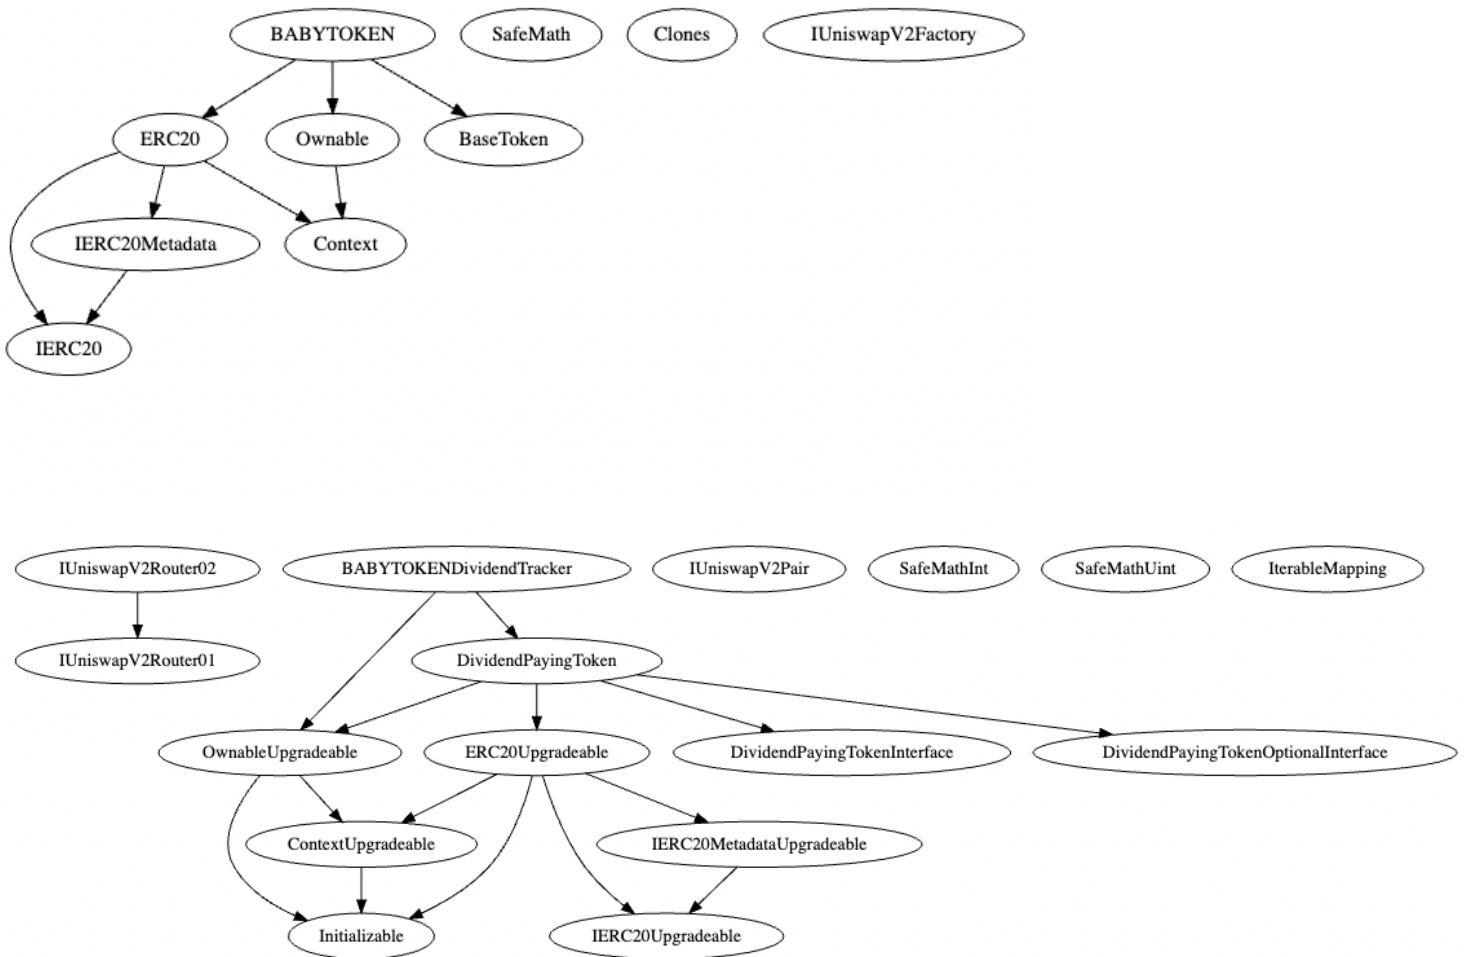 BABYTOKEN
SafeMath
Clones
IUniswapV2Factory
ERC20
Ownable
BaseToken
IERC20Metadata
Context
IERC20
IUniswapV2Router02
BABYTOKENDividendTracker
IUniswapV2Pair
SafeMathInt
SafeMathUint
IterableMapping
IUniswapV2Router01
DividendPayingToken
OwnableUpgradeable
ERC20Upgradeable
DividendPayingTokenInterface
DividendPayingTokenOptionalInterface
ContextUpgradeable
IERC20MetadataUpgradeable
Initializable
IERC20Upgradeable